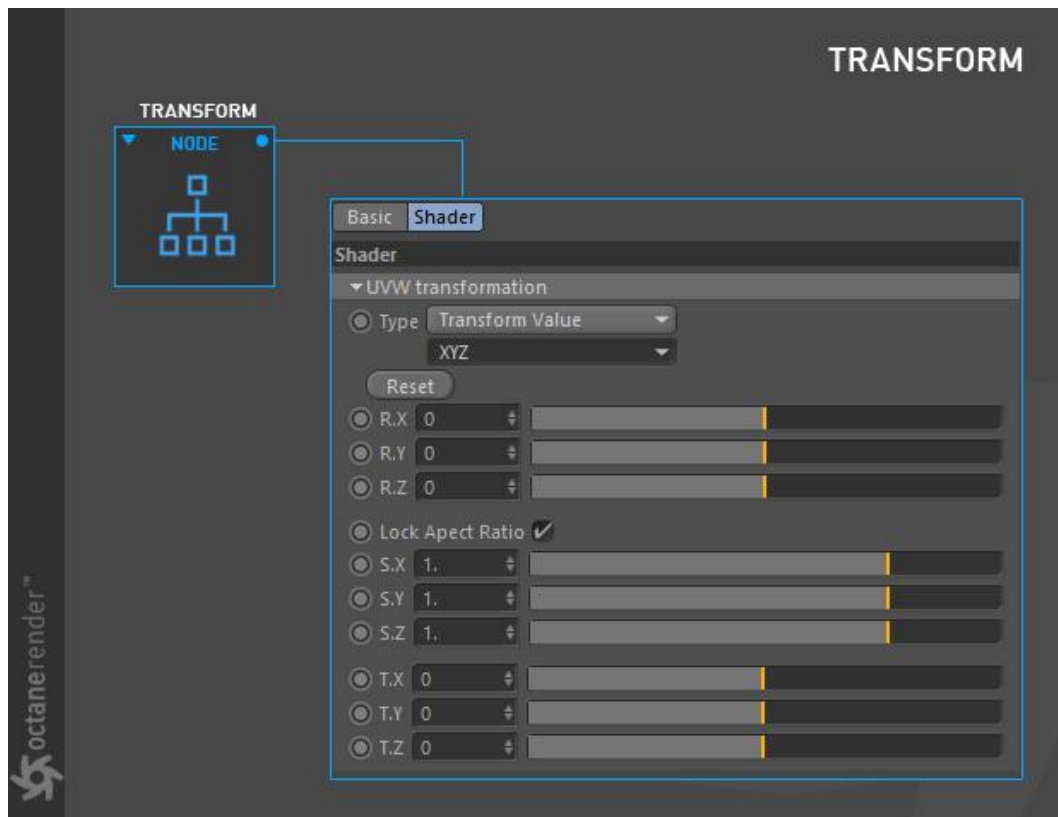 TRANSFORM
TRANSFORM
NODE
Basic Shader
Shader
UVW transformation
Type Transform Value
XYZ
Reset
R.X 0
R.Y 0
R.Z 0
Lock Apect Ratio
S.X 1.
S.Y 1.
S.Z 1.
T.X 0
T.Y 0
T.Z 0
octanerender™